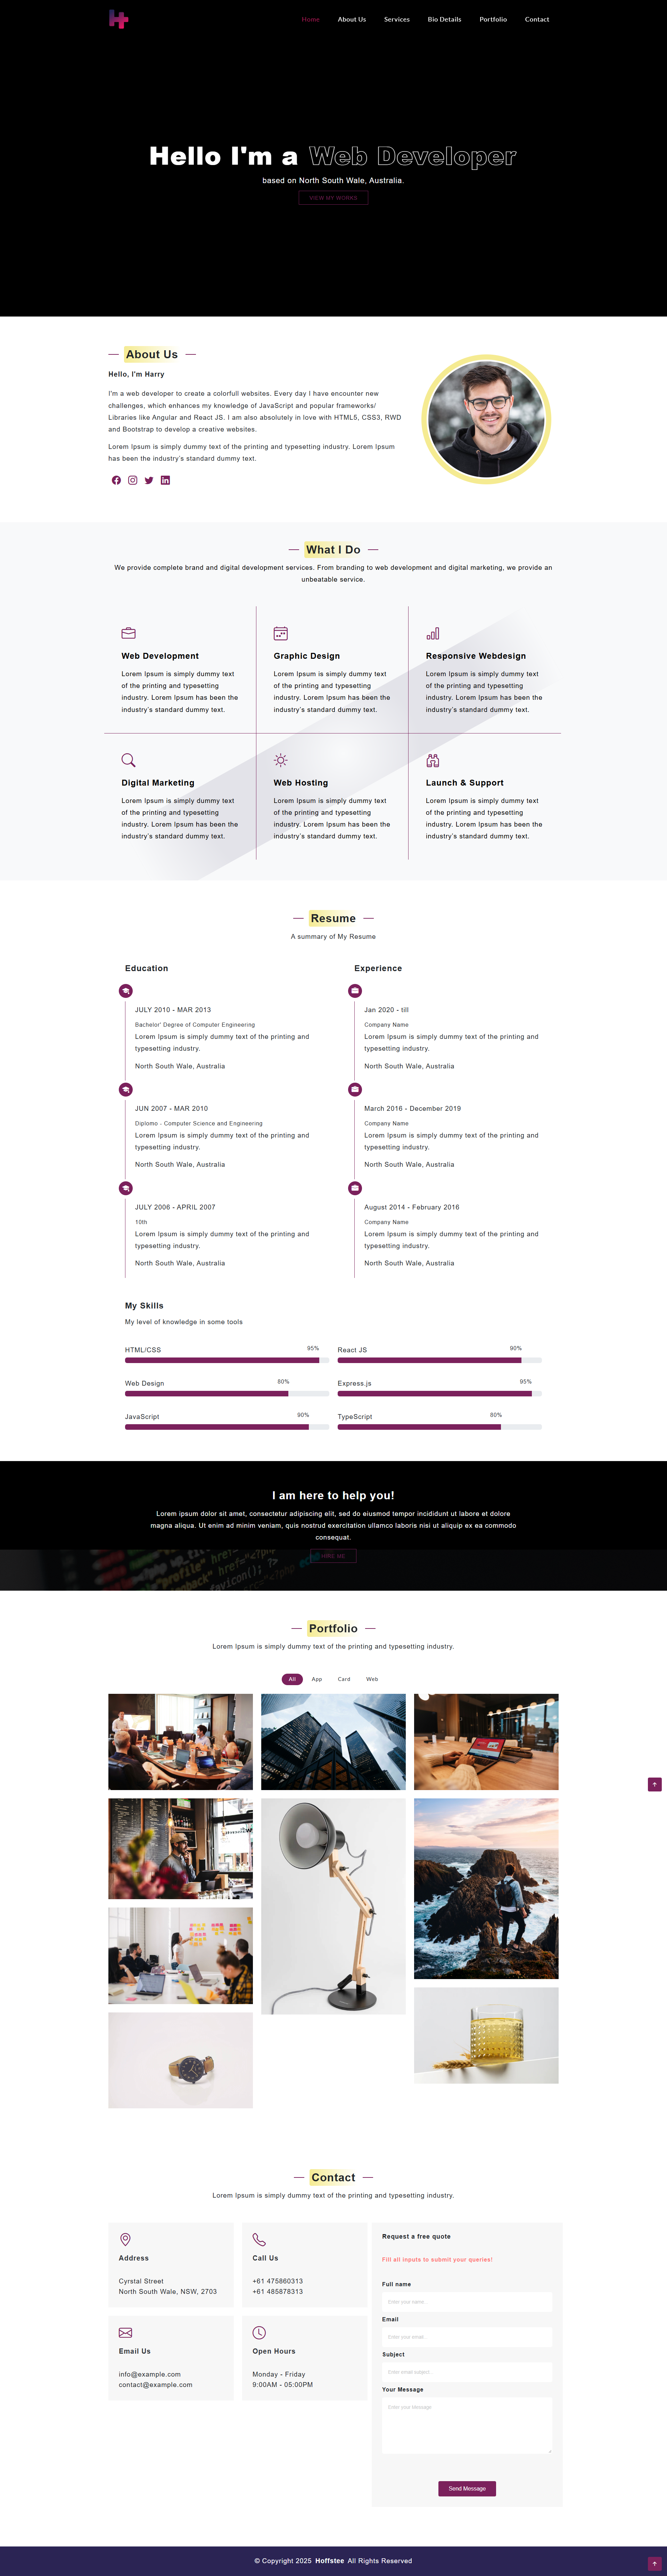 Home About Us Services Bio Details Portfolio Contact
Hello I'm a Web Developer
based on North South Wale, Australia.
VIEW MY WORKS
About Us
Hello, I'm Harry
I'm a web developer to create a colorfull websites. Every day I have encounter new
challenges, which enhances my knowledge of JavaScript and popular frameworks/
Libraries like Angular and React JS. I am also absolutely in love with HTML5, CSS3, RWD
and Bootstrap to develop a creative websites.
Lorem Ipsum is simply dummy text of the printing and typesetting industry. Lorem Ipsum
has been the industry's standard dummy text.
What I Do
We provide complete brand and digital development services. From branding to web development and digital marketing, we provide an
unbeatable service.
Web Development
Lorem Ipsum is simply dummy text
of the printing and typesetting
industry. Lorem Ipsum has been the
industry's standard dummy text.
Graphic Design
Lorem Ipsum is simply dummy text
of the printing and typesetting
industry. Lorem Ipsum has been the
industry's standard dummy text.
Responsive Webdesign
Lorem Ipsum is simply dummy text
of the printing and typesetting
industry. Lorem Ipsum has been the
industry's standard dummy text.
Digital Marketing
Lorem Ipsum is simply dummy text
of the printing and typesetting
industry. Lorem Ipsum has been the
industry's standard dummy text.
Web Hosting
Lorem Ipsum is simply dummy text
of the printing and typesetting
industry. Lorem Ipsum has been the
industry's standard dummy text.
Launch & Support
Lorem Ipsum is simply dummy text
of the printing and typesetting
industry. Lorem Ipsum has been the
industry's standard dummy text.
Resume
A summary of My Resume
Education
JULY 2010 - MAR 2013
Bachelor' Degree of Computer Engineering
Lorem Ipsum is simply dummy text of the printing and
typesetting industry.
North South Wale, Australia
JUN 2007 - MAR 2010
Diplomo - Computer Science and Engineering
Lorem Ipsum is simply dummy text of the printing and
typesetting industry.
North South Wale, Australia
JULY 2006 - APRIL 2007
10th
Lorem Ipsum is simply dummy text of the printing and
typesetting industry.
North South Wale, Australia
Experience
Jan 2020 - till
Company Name
Lorem Ipsum is simply dummy text of the printing and
typesetting industry.
North South Wale, Australia
March 2016 - December 2019
Company Name
Lorem Ipsum is simply dummy text of the printing and
typesetting industry.
North South Wale, Australia
August 2014 - February 2016
Company Name
Lorem Ipsum is simply dummy text of the printing and
typesetting industry.
North South Wale, Australia
My Skills
My level of knowledge in some tools
HTML/CSS 95%
React JS 90%
Web Design 80%
Express.js 95%
JavaScript 90%
TypeScript 80%
I am here to help you!
Lorem ipsum dolor sit amet, consectetur adipiscing elit, sed do eiusmod tempor incididunt ut labore et dolore
magna aliqua. Ut enim ad minim veniam, quis nostrud exercitation ullamco laboris nisi ut aliquip ex ea commodo
consequat.
HIRE ME
Portfolio
Lorem Ipsum is simply dummy text of the printing and typesetting industry.
All App Card Web
Contact
Lorem Ipsum is simply dummy text of the printing and typesetting industry.
Address
Cyrstal Street
North South Wale, NSW, 2703
Call Us
+61 475860313
+61 485878313
Email Us
info@example.com
contact@example.com
Open Hours
Monday - Friday
9:00AM - 05:00PM
Request a free quote
Fill all inputs to submit your queries!
Full name
Enter your name...
Email
Enter your email...
Subject
Enter email subject..
Your Message
Enter your Message
Send Message
© Copyright 2025 Hoffstee All Rights Reserved